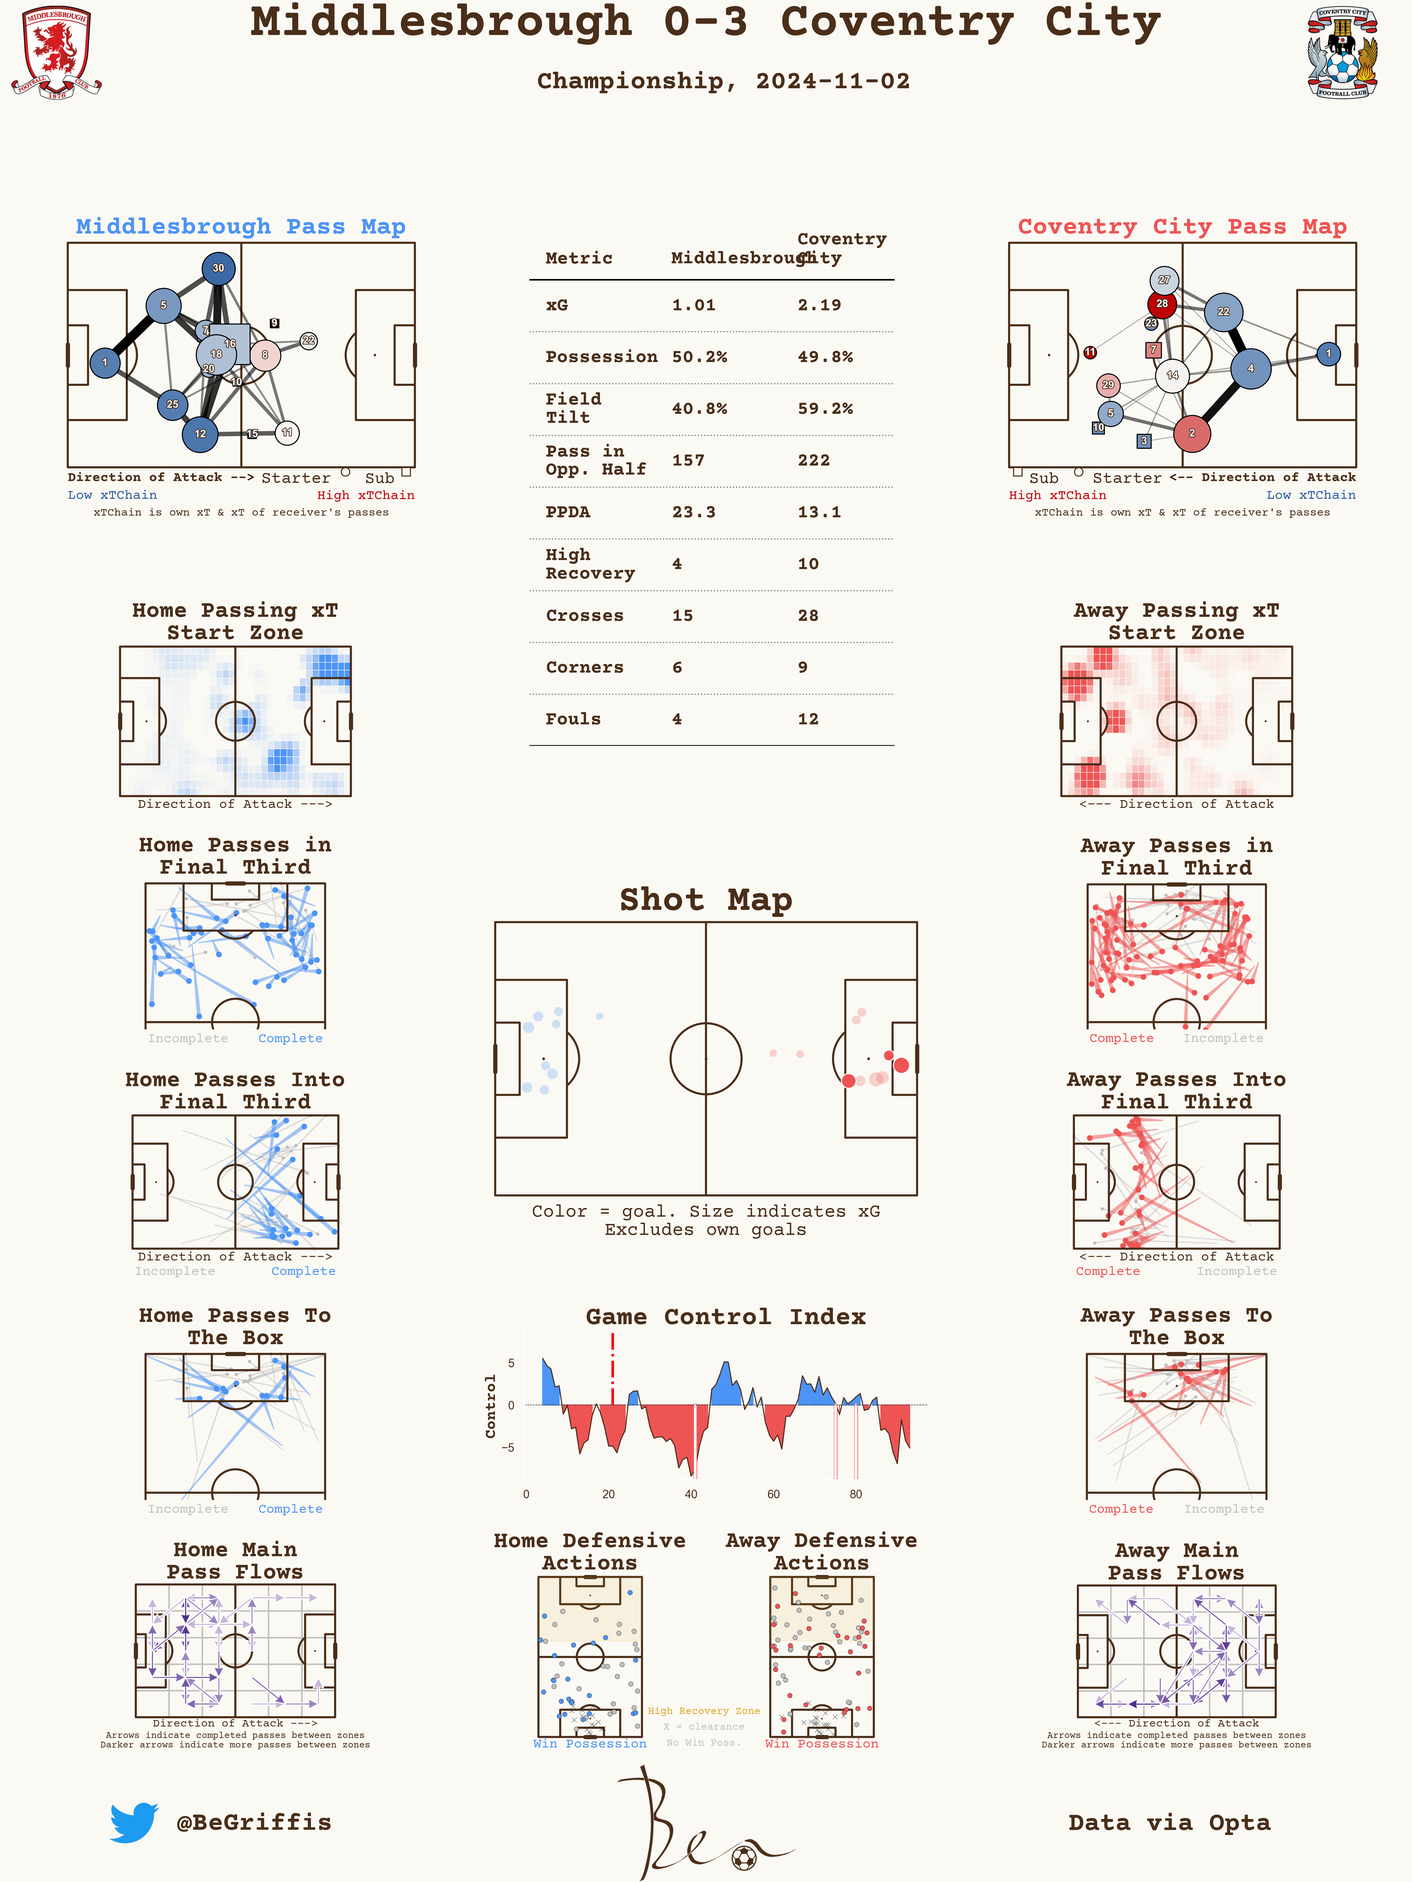 Middlesbrough 0-3 Coventry City
Championship, 2024-11-02
MIDDLESBROUGH
FOOTBALL CLUB
1876
COVENTRY CITY
FOOTBALL CLUB
Middlesbrough Pass Map
30
5
7
4
9
16
22
18
8
1
20
10
25
12
15
11
Direction of Attack --> Starter Sub
Low xTChain High xTChain
xTChain is own xT & xT of receiver's passes
Metric Middlesbrough Coventry City
xG 1.01 2.19
Possession 50.2% 49.8%
Field Tilt 40.8% 59.2%
Pass in Opp. Half 157 222
PPDA 23.3 13.1
High Recovery 4 10
Crosses 15 28
Corners 6 9
Fouls 4 12
Coventry City Pass Map
27
28
22
23
11
7
1
4
14
29
5
10
2
3
Sub Starter <-- Direction of Attack
High xTChain Low xTChain
xTChain is own xT & xT of receiver's passes
Home Passing xT
Start Zone
Direction of Attack --->
Away Passing xT
Start Zone
<--- Direction of Attack
Home Passes in
Final Third
Incomplete Complete
Away Passes in
Final Third
Complete Incomplete
Shot Map
Color = goal. Size indicates xG
Excludes own goals
Home Passes Into
Final Third
Direction of Attack --->
Incomplete Complete
Away Passes Into
Final Third
<--- Direction of Attack
Complete Incomplete
Home Passes To
The Box
Incomplete Complete
Game Control Index
Control
5
0
−5
0 20 40 60 80
Away Passes To
The Box
Complete Incomplete
Home Main
Pass Flows
Direction of Attack --->
Arrows indicate completed passes between zones
Darker arrows indicate more passes between zones
Home Defensive
Actions
Win Possession
High Recovery Zone
X = clearance
No Win Poss.
Away Defensive
Actions
Win Possession
Away Main
Pass Flows
<--- Direction of Attack
Arrows indicate completed passes between zones
Darker arrows indicate more passes between zones
@BeGriffis
Ben
Data via Opta